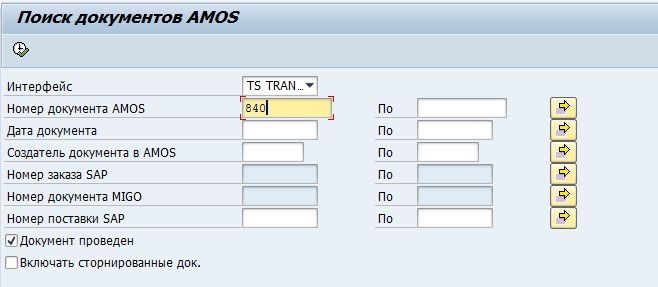 Поиск документов AMOS
Интерфейс TS TRAN...
Номер документа AMOS 840 По
Дата документа По
Создатель документа в AMOS По
Номер заказа SAP По
Номер документа MIGO По
Номер поставки SAP По
Документ проведен
Включать сторнированные док.